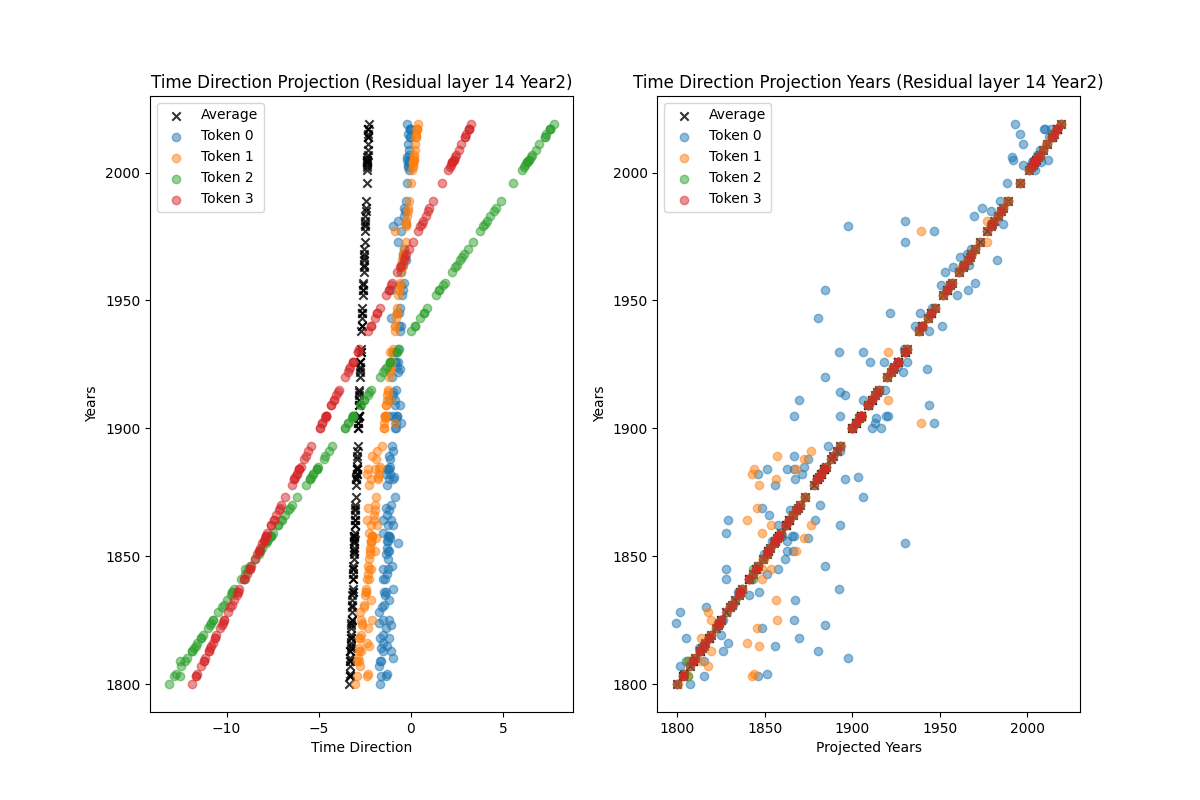 Time Direction Projection (Residual layer 14 Year2)
Average
Token 0
Token 1
Token 2
Token 3
2000
1950
1900
1850
1800
Years
−10
−5
0
5
Time Direction
Time Direction Projection Years (Residual layer 14 Year2)
Average
Token 0
Token 1
Token 2
Token 3
2000
1950
1900
1850
1800
Years
1800
1850
1900
1950
2000
Projected Years